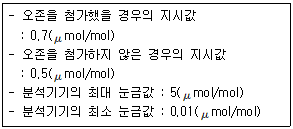 - 오존을 첨가했을 경우의 지시값
: 0.7(μmol/mol)
- 오존을 첨가하지 않은 경우의 지시값
: 0.5(μmol/mol)
- 분석기기의 최대 눈금값 : 5(μmol/mol)
- 분석기기의 최소 눈금값 : 0.01(μmol/mol)